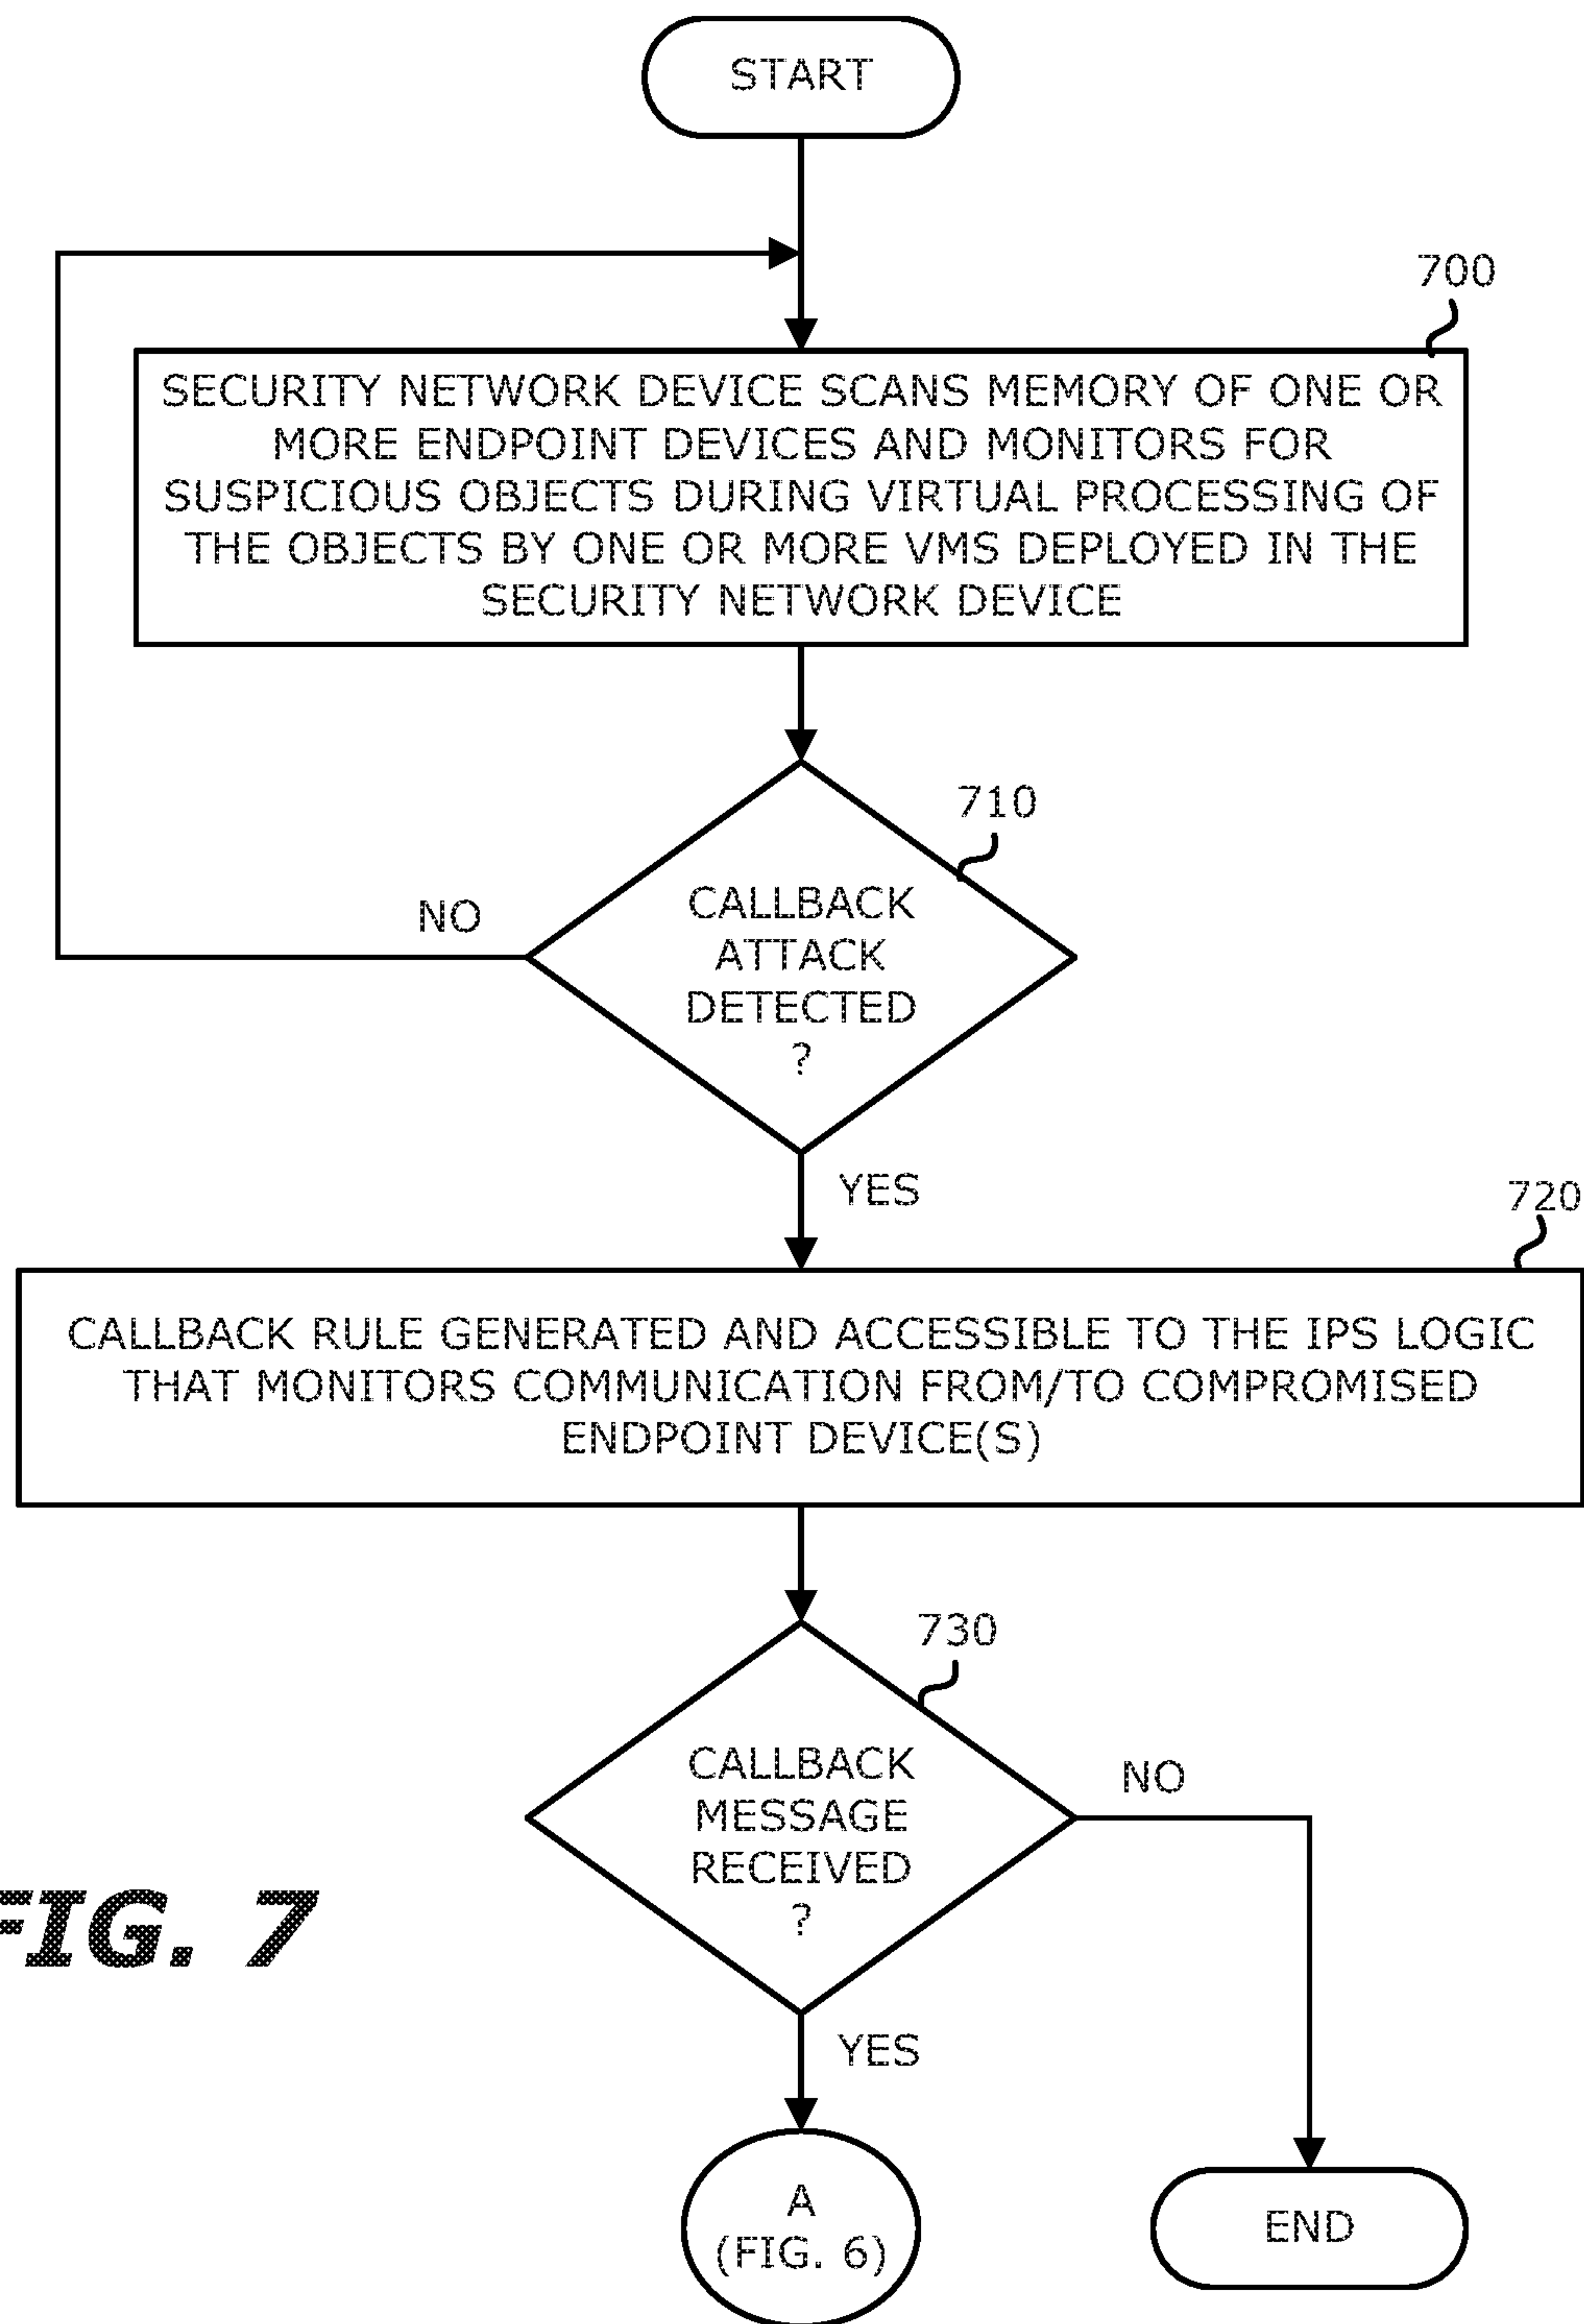 START
700
SECURITY NETWORK DEVICE SCANS MEMORY OF ONE OR
MORE ENDPOINT DEVICES AND MONITORS FOR
SUSPICIOUS OBJECTS DURING VIRTUAL PROCESSING OF
THE OBJECTS BY ONE OR MORE VMS DEPLOYED IN THE
SECURITY NETWORK DEVICE
710
CALLBACK
ATTACK
DETECTED
?
NO
YES
720
CALLBACK RULE GENERATED AND ACCESSIBLE TO THE IPS LOGIC
THAT MONITORS COMMUNICATION FROM/TO COMPROMISED
ENDPOINT DEVICE(S)
730
CALLBACK
MESSAGE
RECEIVED
?
NO
YES
FIG. 7
A
(FIG. 6)
END